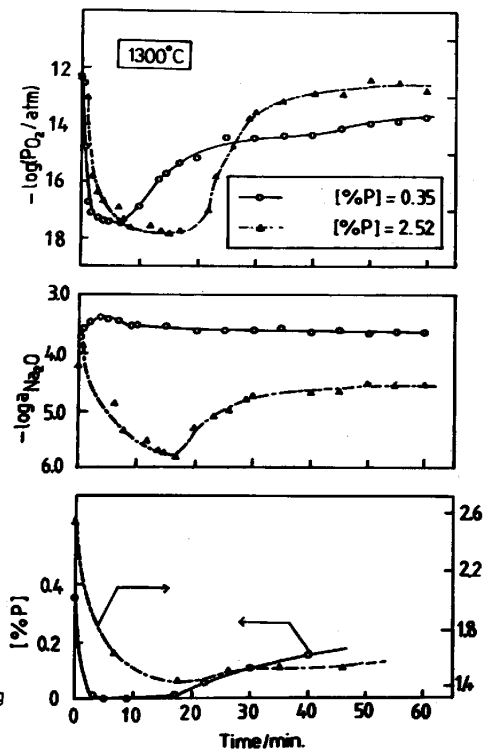 1300°C
-log(PO₂/atm)
12
14
16
18
[%P] = 0.35
[%P] = 2.52
-log aNa₂O
3.0
4.0
5.0
6.0
[%P]
0.4
0.2
0
2.6
2.2
1.8
1.4
g
0 10 20 30 40 50 60
Time/min.